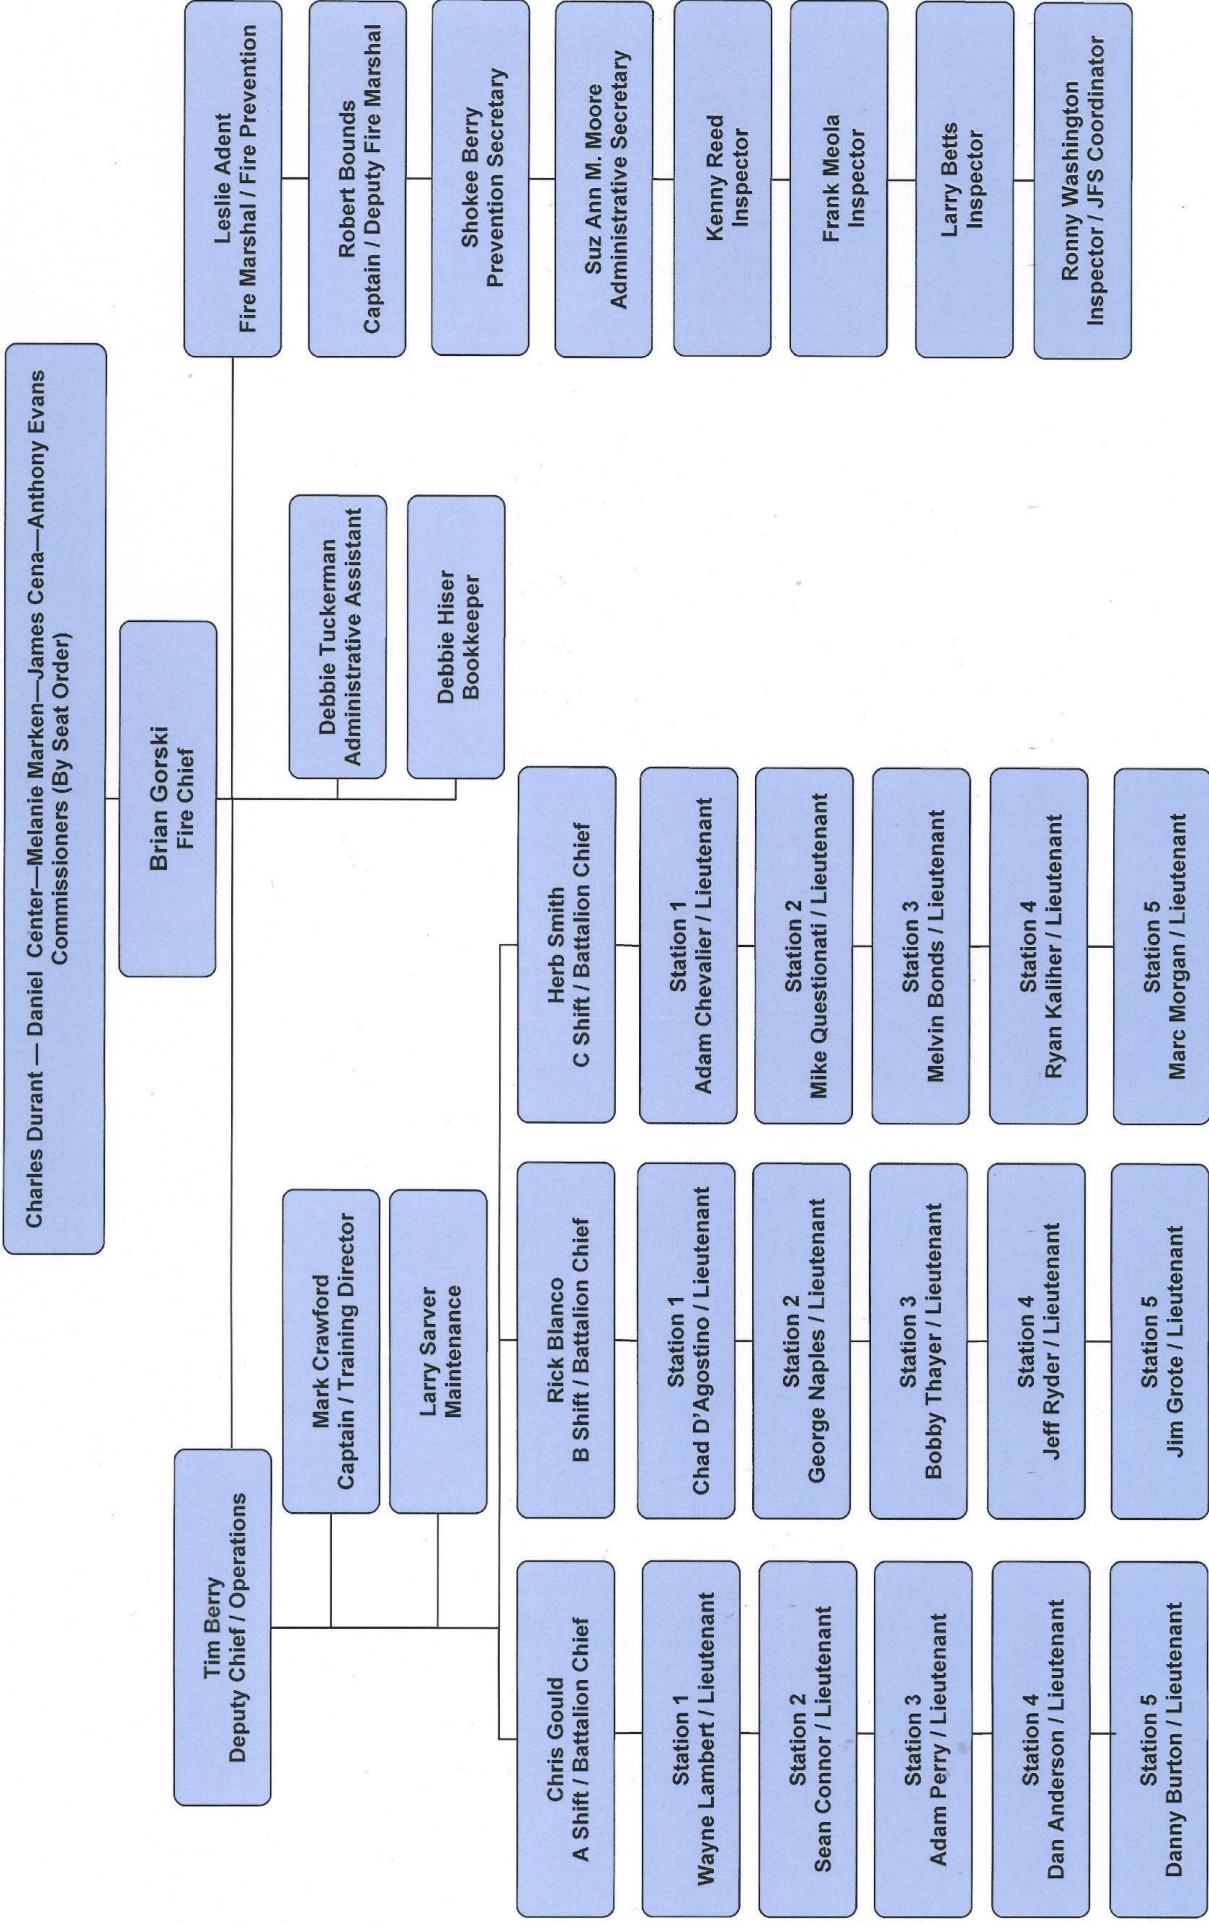 Charles Durant — Daniel Center—Melanie Marken—James Cena—Anthony Evans
Commissioners (By Seat Order)
Brian Gorski
Fire Chief
Tim Berry
Deputy Chief / Operations
Leslie Adent
Fire Marshal / Fire Prevention
Mark Crawford
Captain / Training Director
Larry Sarver
Maintenance
Debbie Tuckerman
Administrative Assistant
Debbie Hiser
Bookkeeper
Chris Gould
A Shift / Battalion Chief
Station 1
Wayne Lambert / Lieutenant
Station 2
Sean Connor / Lieutenant
Station 3
Adam Perry / Lieutenant
Station 4
Dan Anderson / Lieutenant
Station 5
Danny Burton / Lieutenant
Rick Blanco
B Shift / Battalion Chief
Station 1
Chad D'Agostino / Lieutenant
Station 2
George Naples / Lieutenant
Station 3
Bobby Thayer / Lieutenant
Station 4
Jeff Ryder / Lieutenant
Station 5
Jim Grote / Lieutenant
Herb Smith
C Shift / Battalion Chief
Station 1
Adam Chevalier / Lieutenant
Station 2
Mike Questionati / Lieutenant
Station 3
Melvin Bonds / Lieutenant
Station 4
Ryan Kaliher / Lieutenant
Station 5
Marc Morgan / Lieutenant
Robert Bounds
Captain / Deputy Fire Marshal
Shokee Berry
Prevention Secretary
Suz Ann M. Moore
Administrative Secretary
Kenny Reed
Inspector
Frank Meola
Inspector
Larry Betts
Inspector
Ronny Washington
Inspector / JFS Coordinator